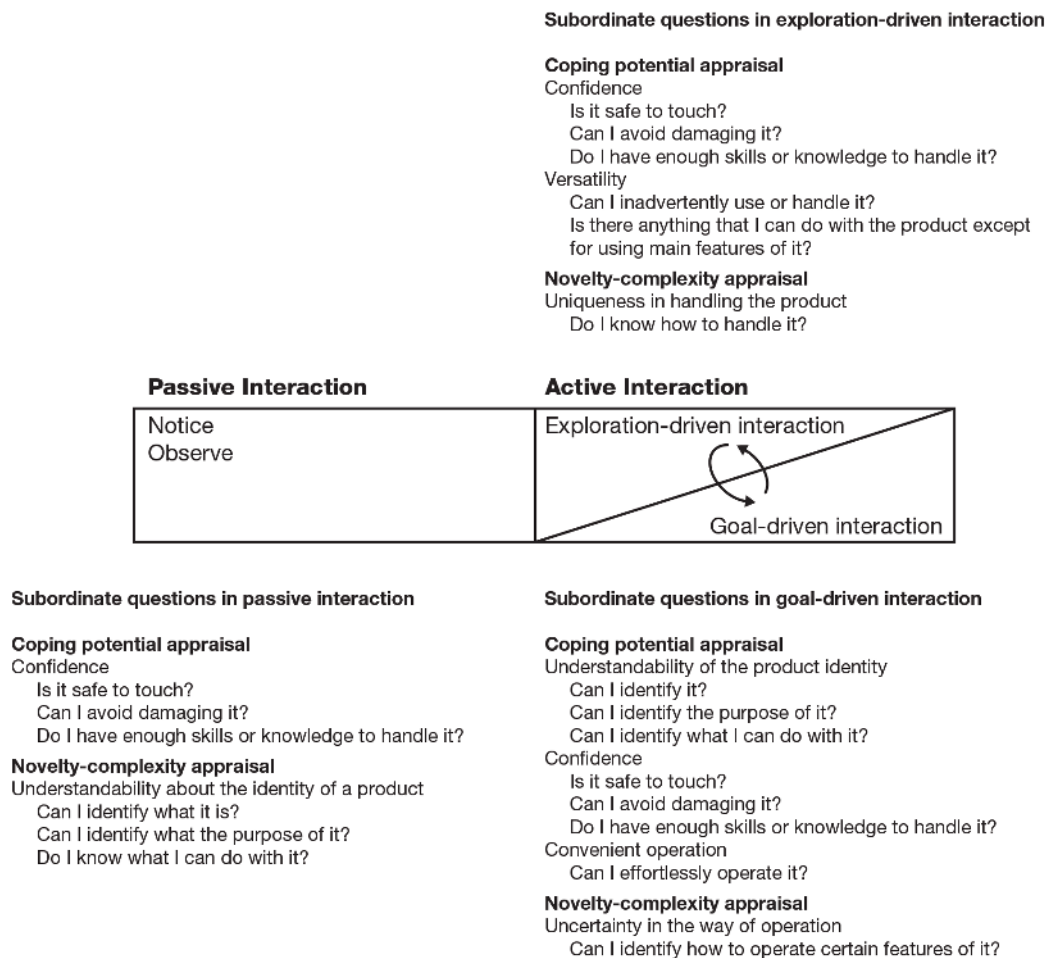 Subordinate questions in exploration-driven interaction
Coping potential appraisal
Confidence
Is it safe to touch?
Can I avoid damaging it?
Do I have enough skills or knowledge to handle it?
Versatility
Can I inadvertently use or handle it?
Is there anything that I can do with the product except
for using main features of it?
Novelty-complexity appraisal
Uniqueness in handling the product
Do I know how to handle it?
Passive Interaction
Active Interaction
Notice
Observe
Exploration-driven interaction
Goal-driven interaction
Subordinate questions in passive interaction
Coping potential appraisal
Confidence
Is it safe to touch?
Can I avoid damaging it?
Do I have enough skills or knowledge to handle it?
Novelty-complexity appraisal
Understandability about the identity of a product
Can I identify what it is?
Can I identify what the purpose of it?
Do I know what I can do with it?
Subordinate questions in goal-driven interaction
Coping potential appraisal
Understandability of the product identity
Can I identify it?
Can I identify the purpose of it?
Can I identify what I can do with it?
Confidence
Is it safe to touch?
Can I avoid damaging it?
Do I have enough skills or knowledge to handle it?
Convenient operation
Can I effortlessly operate it?
Novelty-complexity appraisal
Uncertainty in the way of operation
Can I identify how to operate certain features of it?